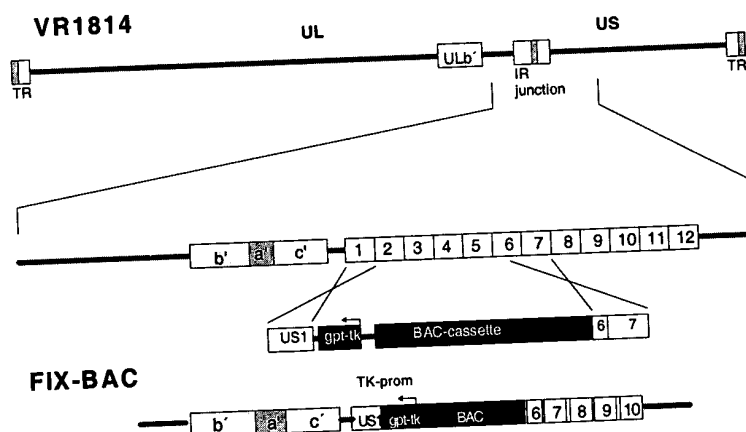 VR1814
UL
US
ULb´
TR
IR
junction
TR
b' a' c' 1 2 3 4 5 6 7 8 9 10 11 12
US1 gpt-tk BAC-cassette 6 7
FIX-BAC
TK-prom
b´ a' c´ US1 gpt-tk BAC 6 7 8 9 10